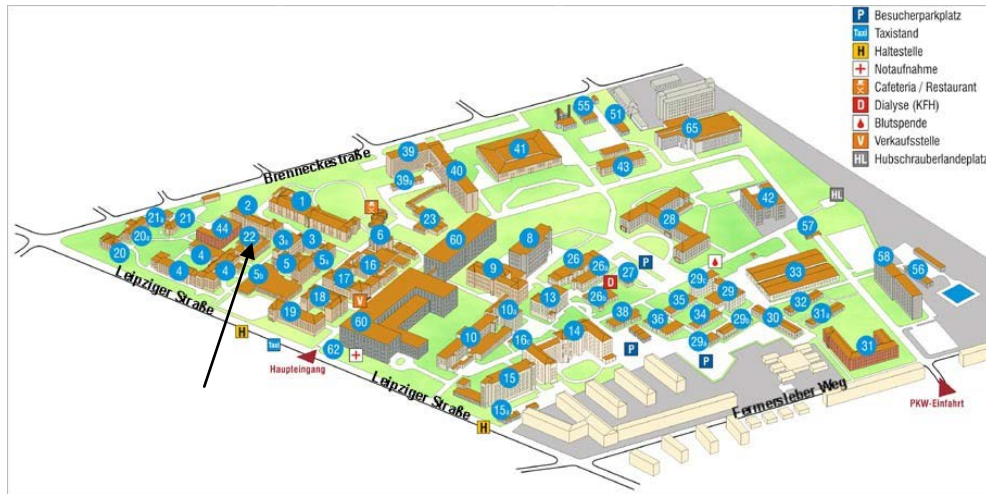 P Besucherparkplatz
Taxi Taxistand
H Haltestelle
Notaufnahme
Cafeteria / Restaurant
D Dialyse (KFH)
Blutspende
V Verkaufsstelle
HL Hubschrauberlandeplatz
55
51
65
39
41
Brenneckestraße
40
43
39a
2
1
42
HL
21a
21
44
23
28
20a
22
3a
3
6
60
8
57
20
4
4
5a
16
26
26a
P
58
4
5b
5
17
9
27
29c
33
56
D
18
V
13
26b
35
29
32
19
60
10a
38
36
34
29b
30
31a
Leipziger Straße
H
10
14
31
Taxi
62
16c
P
29a
P
Haupteingang
15
Leipziger Straße
Fermersleber Weg
PKW-Einfahrt
15a
H